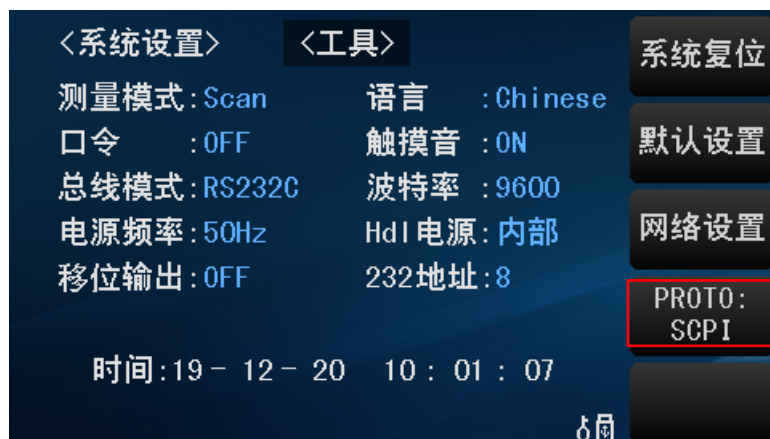 <系统设置> <工具>
测量模式:Scan 语言 :Chinese
口令 :OFF 触摸音 :ON
总线模式:RS232C 波特率 :9600
电源频率:50Hz Hdl电源:内部
移位输出:OFF 232地址:8
时间:19- 12- 20 10: 01: 07
系统复位
默认设置
网络设置
PROTO:
SCPI